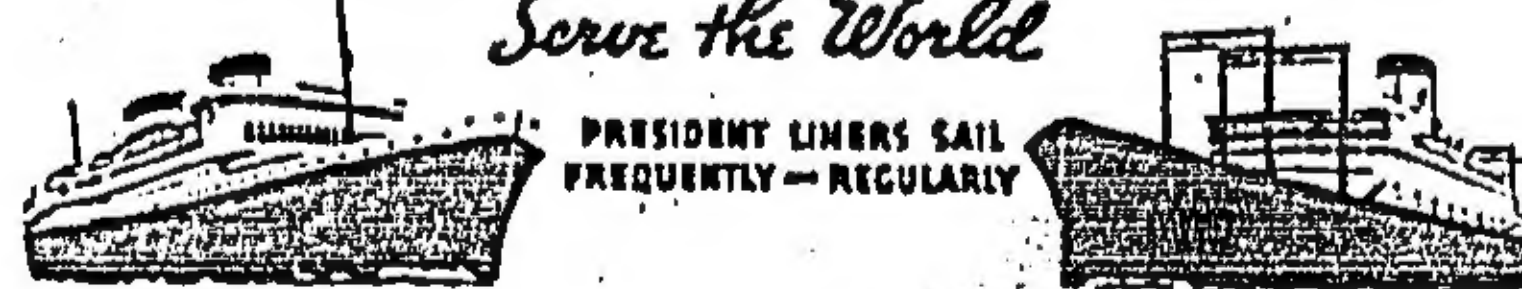 Serve the World
PRESIDENT LINERS SAIL
FREQUENTLY — REGULARLY